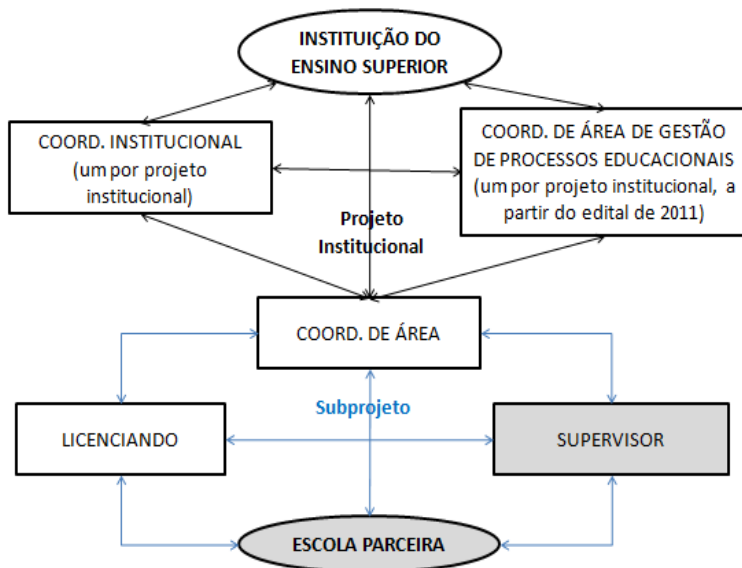 INSTITUIÇÃO DO
ENSINO SUPERIOR
COORD. INSTITUCIONAL
(um por projeto
institucional)
COORD. DE ÁREA DE GESTÃO
DE PROCESSOS EDUCACIONAIS
(um por projeto institucional, a
partir do edital de 2011)
Projeto
Institucional
COORD. DE ÁREA
Subprojeto
LICENCIANDO
SUPERVISOR
ESCOLA PARCEIRA